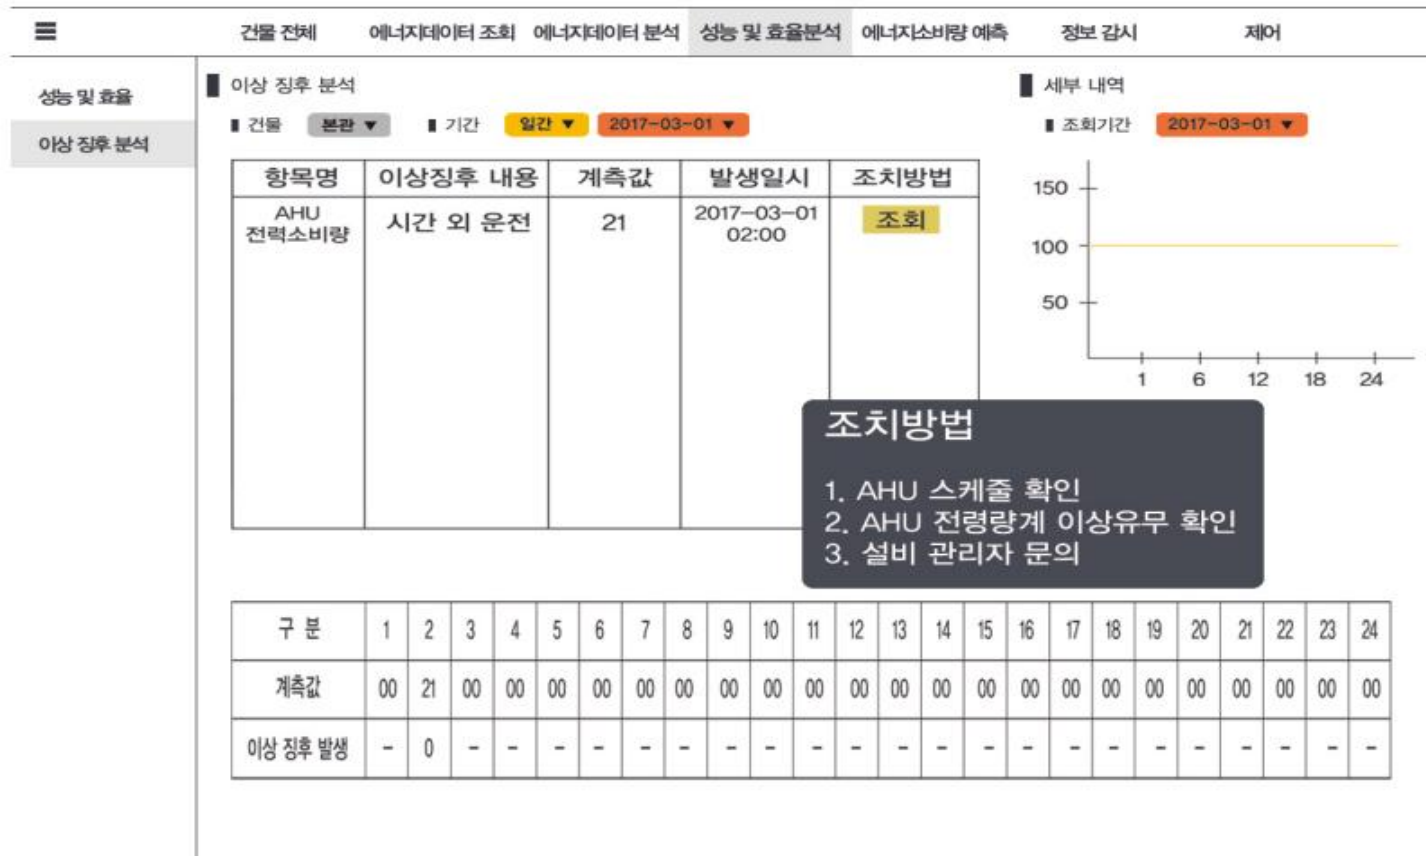 건물 전체 에너지데이터 조회 에너지데이터 분석 성능 및 효율분석 에너지소비량 예측 정보 감시 제어
성능 및 효율
이상 징후 분석
이상 징후 분석
건물 본관 ▼ 기간 일간 ▼ 2017-03-01 ▼
항목명 이상징후 내용 계측값 발생일시 조치방법
AHU
전력소비량 시간 외 운전 21 2017-03-01
02:00 조회
세부 내역
조회기간 2017-03-01 ▼
150
100
50
1 6 12 18 24
조치방법
1. AHU 스케줄 확인
2. AHU 전령량계 이상유무 확인
3. 설비 관리자 문의
구 분 1 2 3 4 5 6 7 8 9 10 11 12 13 14 15 16 17 18 19 20 21 22 23 24
계측값 00 21 00 00 00 00 00 00 00 00 00 00 00 00 00 00 00 00 00 00 00 00 00 00
이상 징후 발생 - 0 - - - - - - - - - - - - - - - - - - - - - -